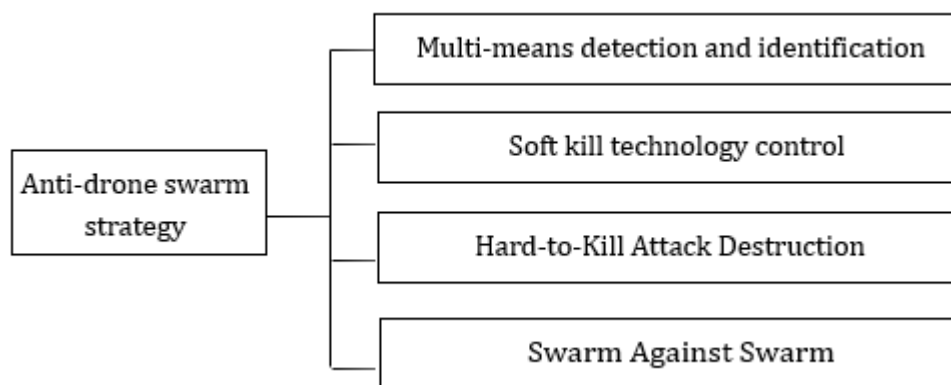 Multi-means detection and identification
Soft kill technology control
Anti-drone swarm
strategy
Hard-to-Kill Attack Destruction
Swarm Against Swarm